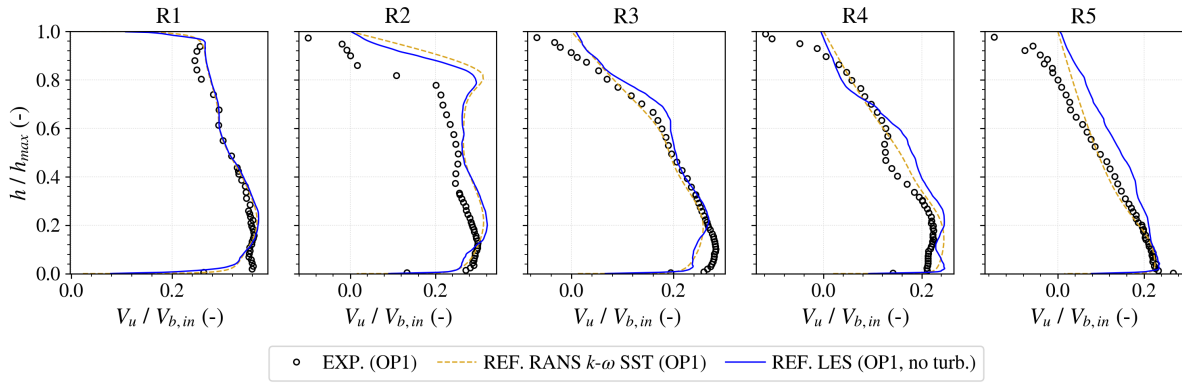 R1 R2 R3 R4 R5
h / h_max (-)
1.0
0.8
0.6
0.4
0.2
0.0
0.0 0.2 0.0 0.2 0.0 0.2 0.0 0.2 0.0 0.2
V_u / V_b,in (-) V_u / V_b,in (-) V_u / V_b,in (-) V_u / V_b,in (-) V_u / V_b,in (-)
EXP. (OP1) REF. RANS k-ω SST (OP1) REF. LES (OP1, no turb.)